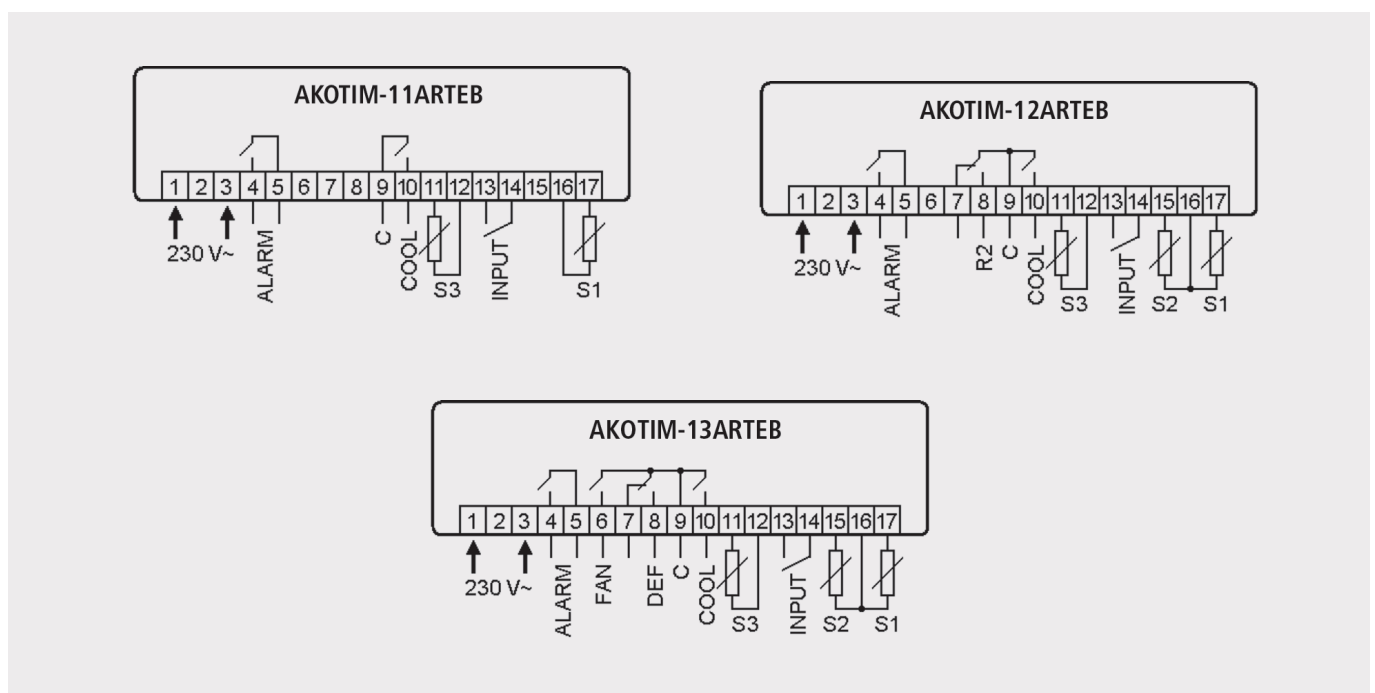 AKOTIM-11ARTEB
1 2 3 4 5 6 7 8 9 10 11 12 13 14 15 16 17
230 V~
ALARM
C
COOL
S3
INPUT
S1
AKOTIM-12ARTEB
1 2 3 4 5 6 7 8 9 10 11 12 13 14 15 16 17
230 V~
ALARM
R2
C
COOL
S3
INPUT
S2
S1
AKOTIM-13ARTEB
1 2 3 4 5 6 7 8 9 10 11 12 13 14 15 16 17
230 V~
ALARM
FAN
DEF
C
COOL
S3
INPUT
S2
S1